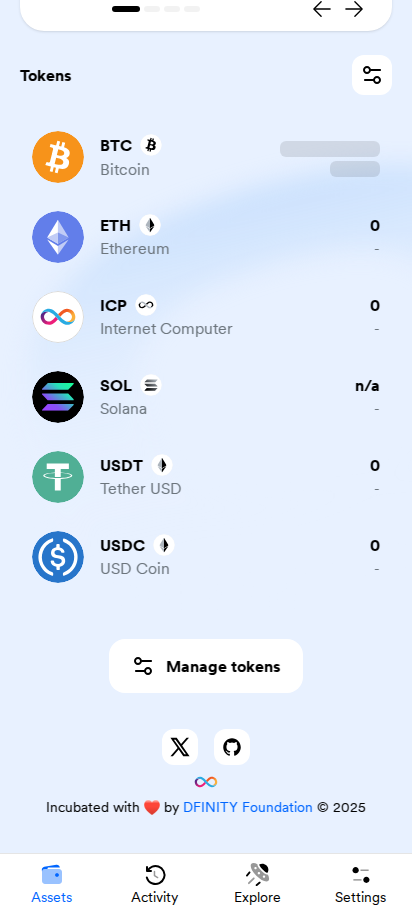 Tokens
BTC
Bitcoin
ETH
0
Ethereum
-
ICP
0
Internet Computer
-
SOL
n/a
Solana
-
USDT
0
Tether USD
-
USDC
0
USD Coin
-
Manage tokens
Incubated with ❤️ by DFINITY Foundation © 2025
Assets
Activity
Explore
Settings